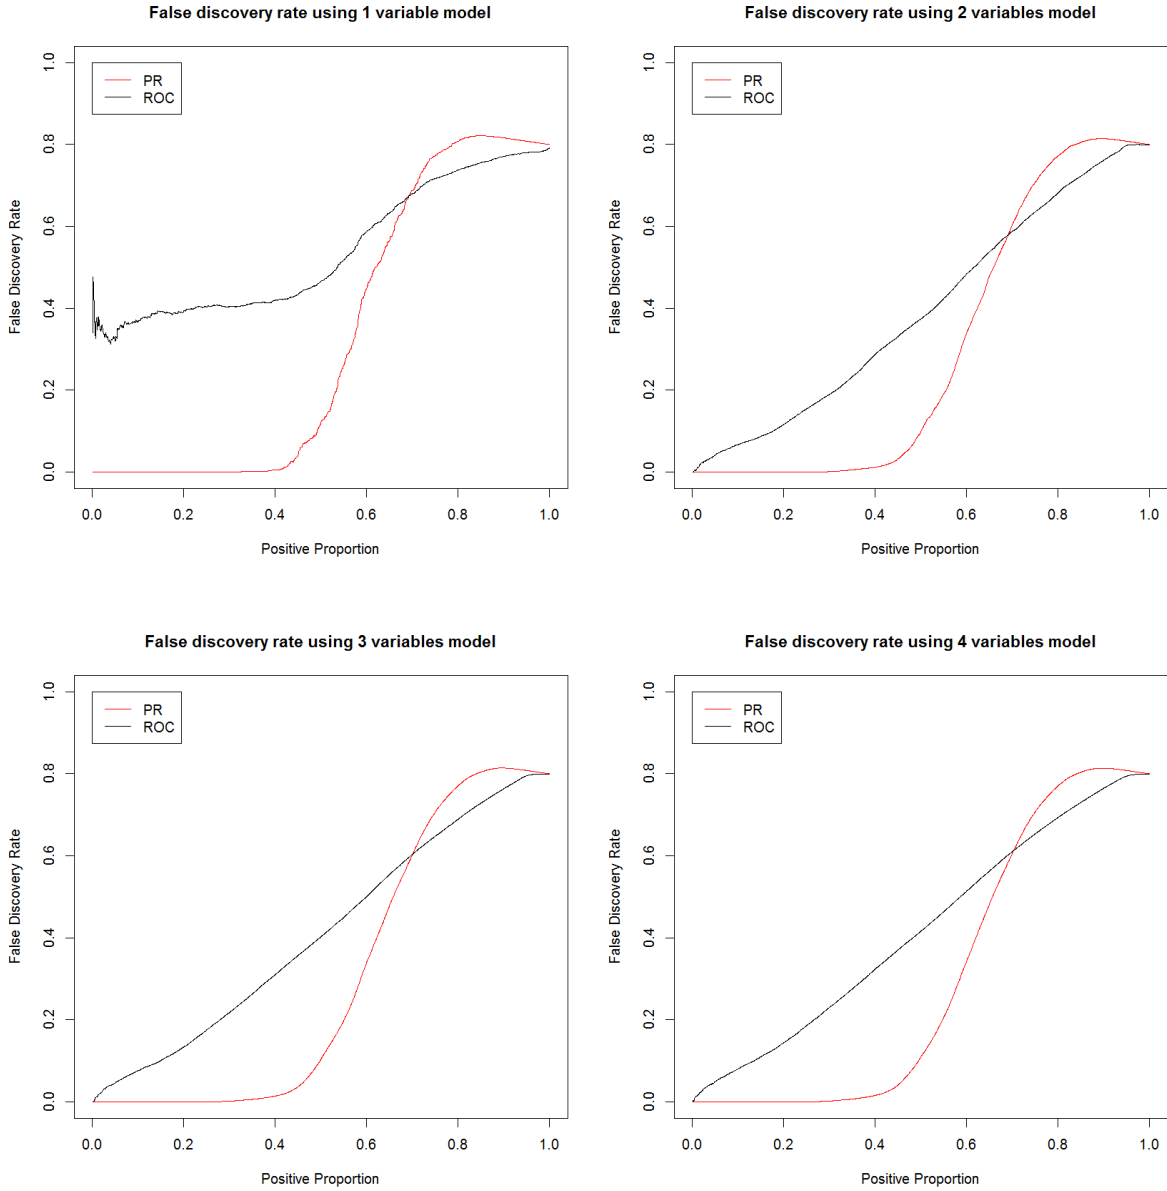 False discovery rate using 1 variable model
PR
ROC
False Discovery Rate
0.0 0.2 0.4 0.6 0.8 1.0
0.0 0.2 0.4 0.6 0.8 1.0
Positive Proportion
False discovery rate using 2 variables model
PR
ROC
False Discovery Rate
0.0 0.2 0.4 0.6 0.8 1.0
0.0 0.2 0.4 0.6 0.8 1.0
Positive Proportion
False discovery rate using 3 variables model
PR
ROC
False Discovery Rate
0.0 0.2 0.4 0.6 0.8 1.0
0.0 0.2 0.4 0.6 0.8 1.0
Positive Proportion
False discovery rate using 4 variables model
PR
ROC
False Discovery Rate
0.0 0.2 0.4 0.6 0.8 1.0
0.0 0.2 0.4 0.6 0.8 1.0
Positive Proportion